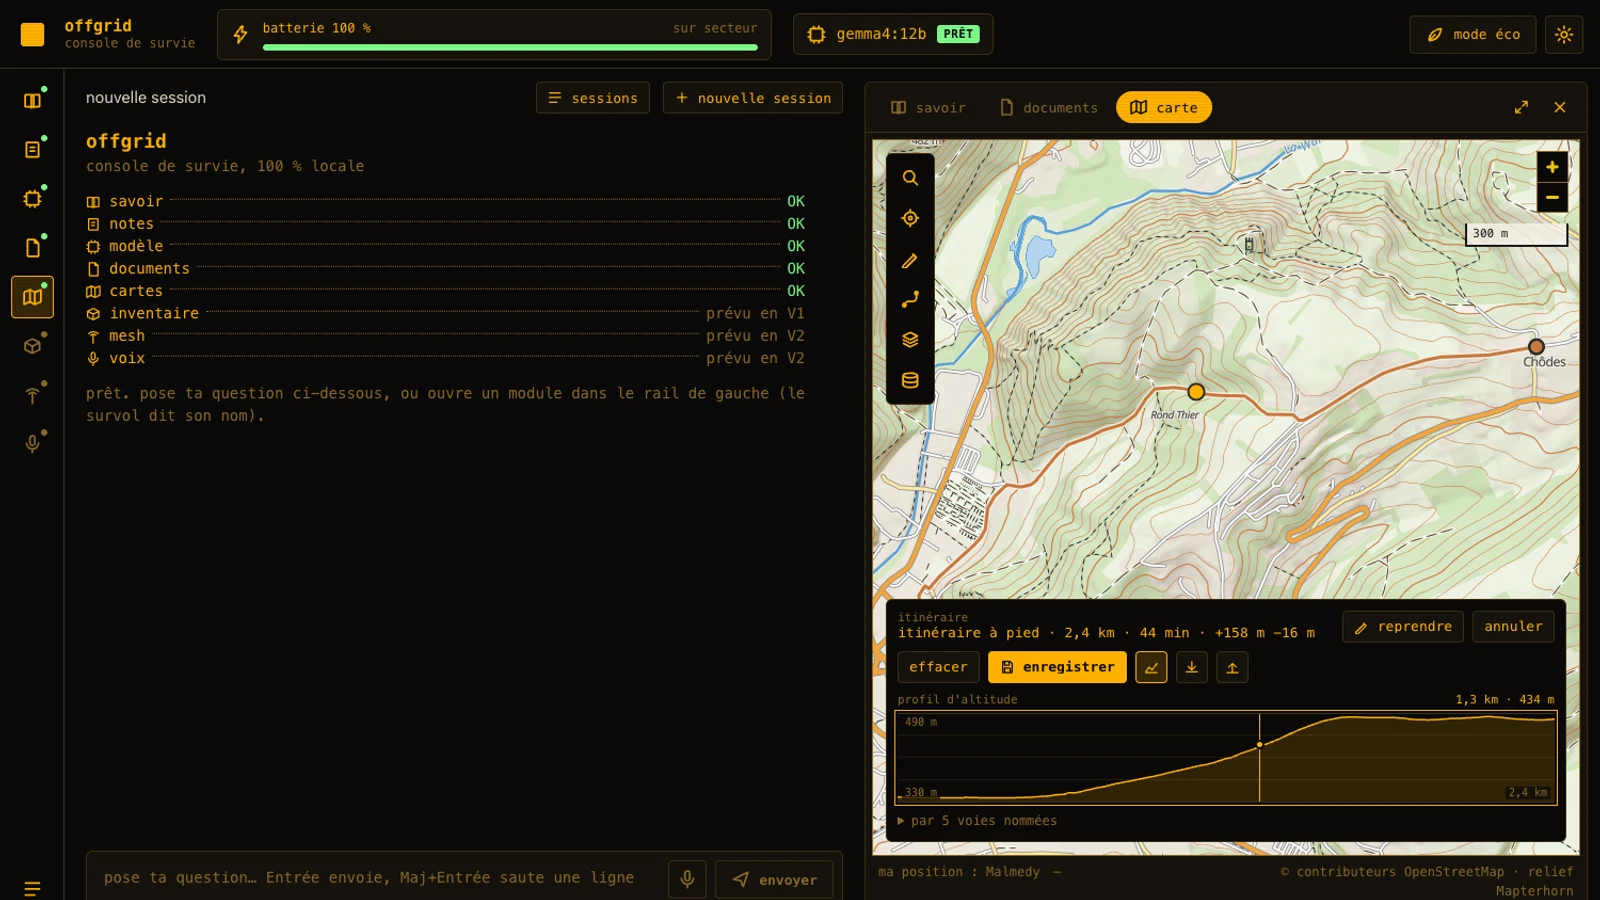 offgrid
console de survie
batterie 100 %
sur secteur
gemma4:12b
PRÊT
mode éco
nouvelle session
sessions
+ nouvelle session
offgrid
console de survie, 100 % locale
savoir OK
notes OK
modèle OK
documents OK
cartes OK
inventaire prévu en V1
mesh prévu en V2
voix prévu en V2
prêt. pose ta question ci-dessous, ou ouvre un module dans le rail de gauche (le
survol dit son nom).
pose ta question… Entrée envoie, Maj+Entrée saute une ligne
envoyer
savoir
documents
carte
482 m
+
−
300 m
Chôdes
Rond Thier
itinéraire
itinéraire à pied · 2,4 km · 44 min · +158 m −16 m
reprendre
annuler
effacer
enregistrer
profil d'altitude
1,3 km · 434 m
490 m
330 m
2,4 km
par 5 voies nommées
ma position : Malmedy —
© contributeurs OpenStreetMap · relief
Mapterhorn